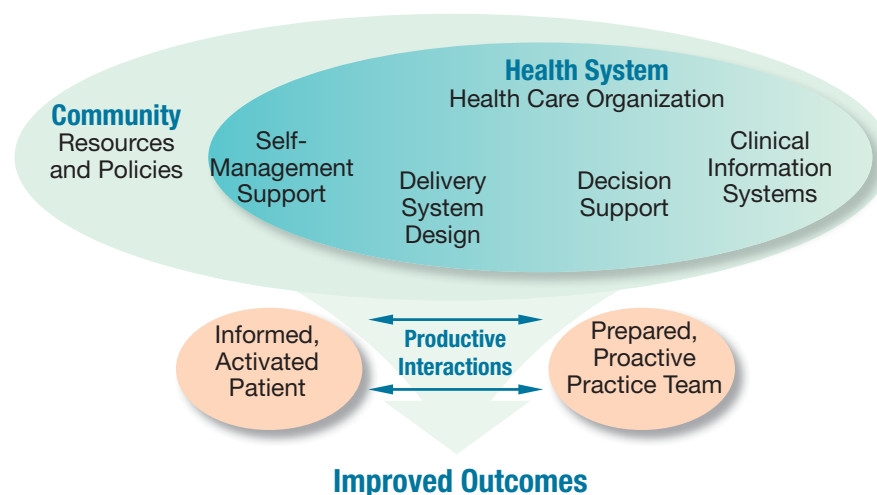 Health System
Health Care Organization
Community
Resources
and Policies
Self-
Management
Support
Delivery
System
Design
Decision
Support
Clinical
Information
Systems
Informed,
Activated
Patient
Productive
Interactions
Prepared,
Proactive
Practice Team
Improved Outcomes